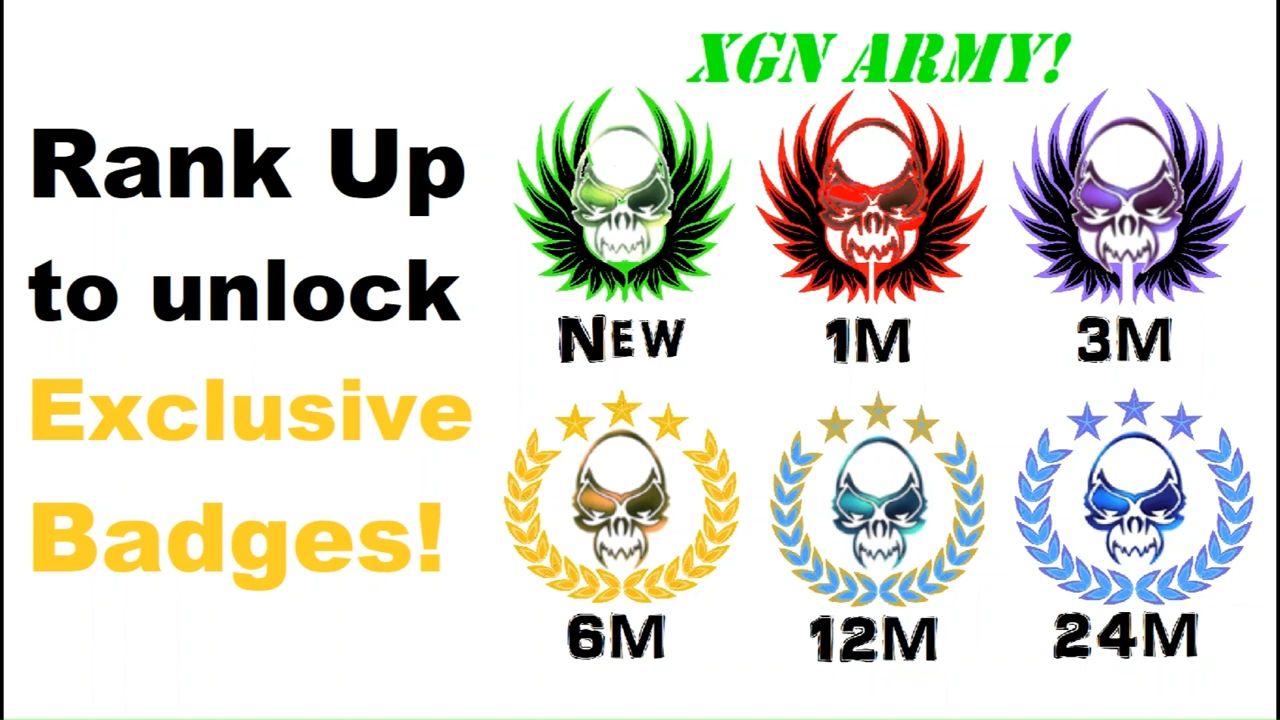 Rank Up
to unlock
Exclusive
Badges!
XGN ARMY!
NEW
1M
3M
6M
12M
24M